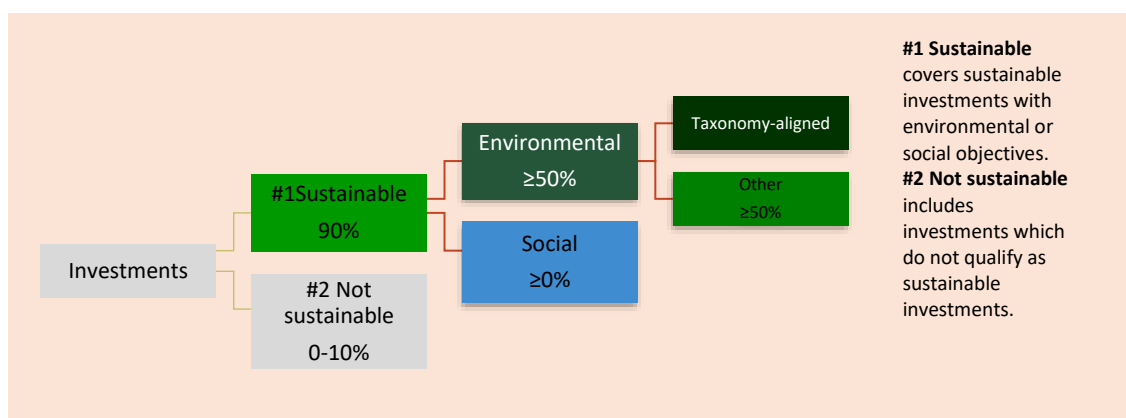 Investments
#1Sustainable
90%
#2 Not
sustainable
0-10%
Environmental
≥50%
Social
≥0%
Taxonomy-aligned
Other
≥50%
#1 Sustainable
covers sustainable
investments with
environmental or
social objectives.
#2 Not sustainable
includes
investments which
do not qualify as
sustainable
investments.